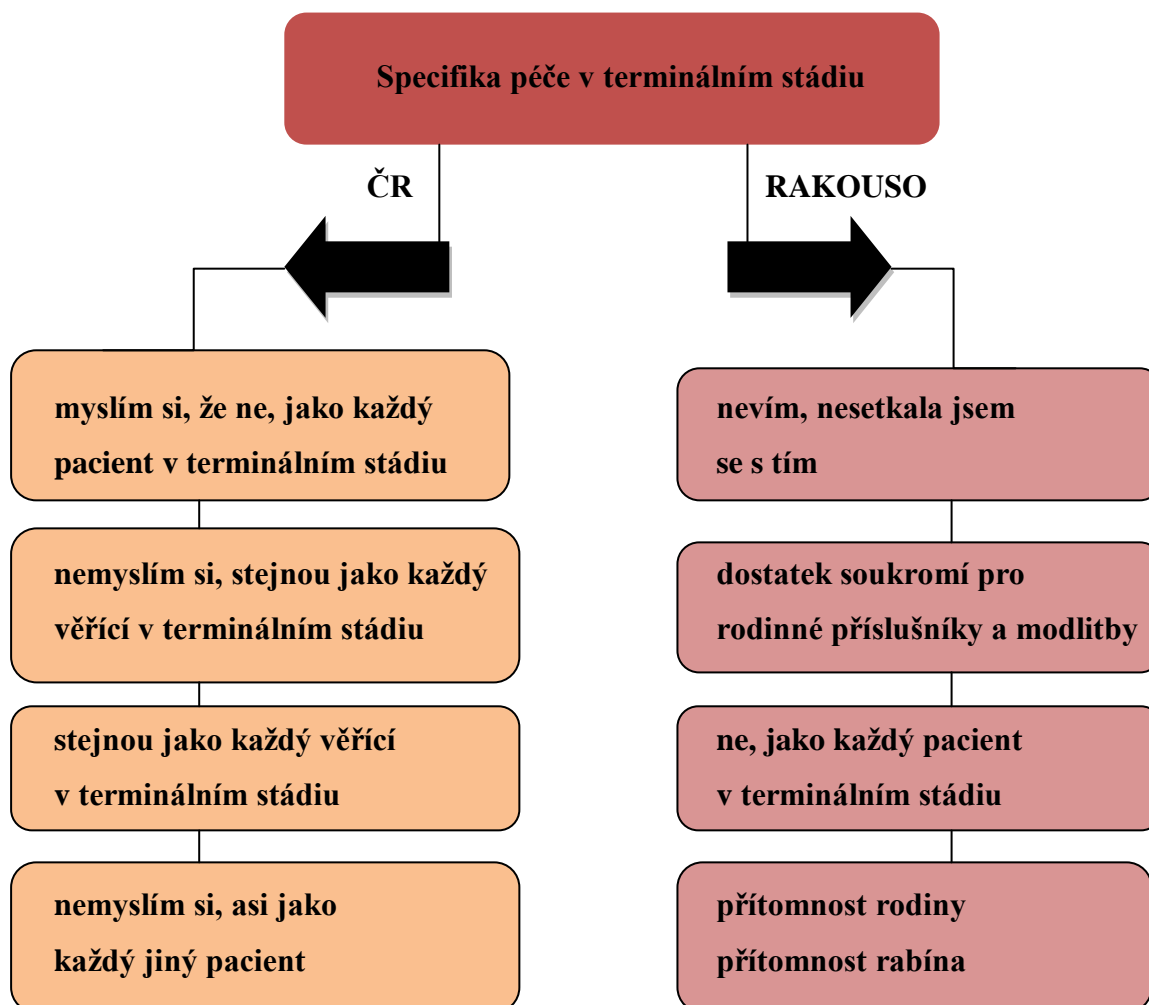 Specifika péče v terminálním stádiu
ČR
RAKOUSO
myslím si, že ne, jako každý
pacient v terminálním stádiu
nemyslím si, stejnou jako každý
věřící v terminálním stádiu
stejnou jako každý věřící
v terminálním stádiu
nemyslím si, asi jako
každý jiný pacient
nevím, nesetkala jsem
se s tím
dostatek soukromí pro
rodinné příslušníky a modlitby
ne, jako každý pacient
v terminálním stádiu
přítomnost rodiny
přítomnost rabína